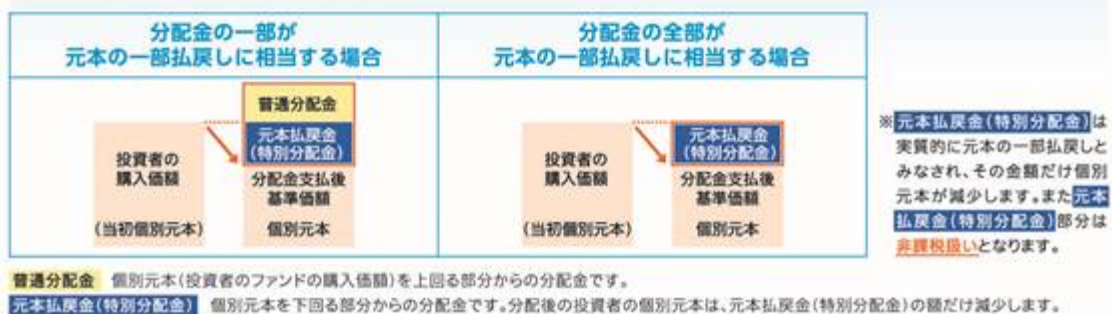 分配金の一部が
元本の一部払戻しに相当する場合
分配金の全部が
元本の一部払戻しに相当する場合
普通分配金
元本払戻金
(特別分配金)
投資者の
購入価額
(当初個別元本)
分配金支払後
基準価額
個別元本
元本払戻金
(特別分配金)
投資者の
購入価額
(当初個別元本)
分配金支払後
基準価額
個別元本
※元本払戻金(特別分配金)は
実質的に元本の一部払戻しと
みなされ、その金額だけ個別
元本が減少します。また元本
払戻金(特別分配金)部分は
非課税扱いとなります。
普通分配金 個別元本(投資者のファンドの購入価額)を上回る部分からの分配金です。
元本払戻金(特別分配金) 個別元本を下回る部分からの分配金です。分配後の投資者の個別元本は、元本払戻金(特別分配金)の額だけ減少します。